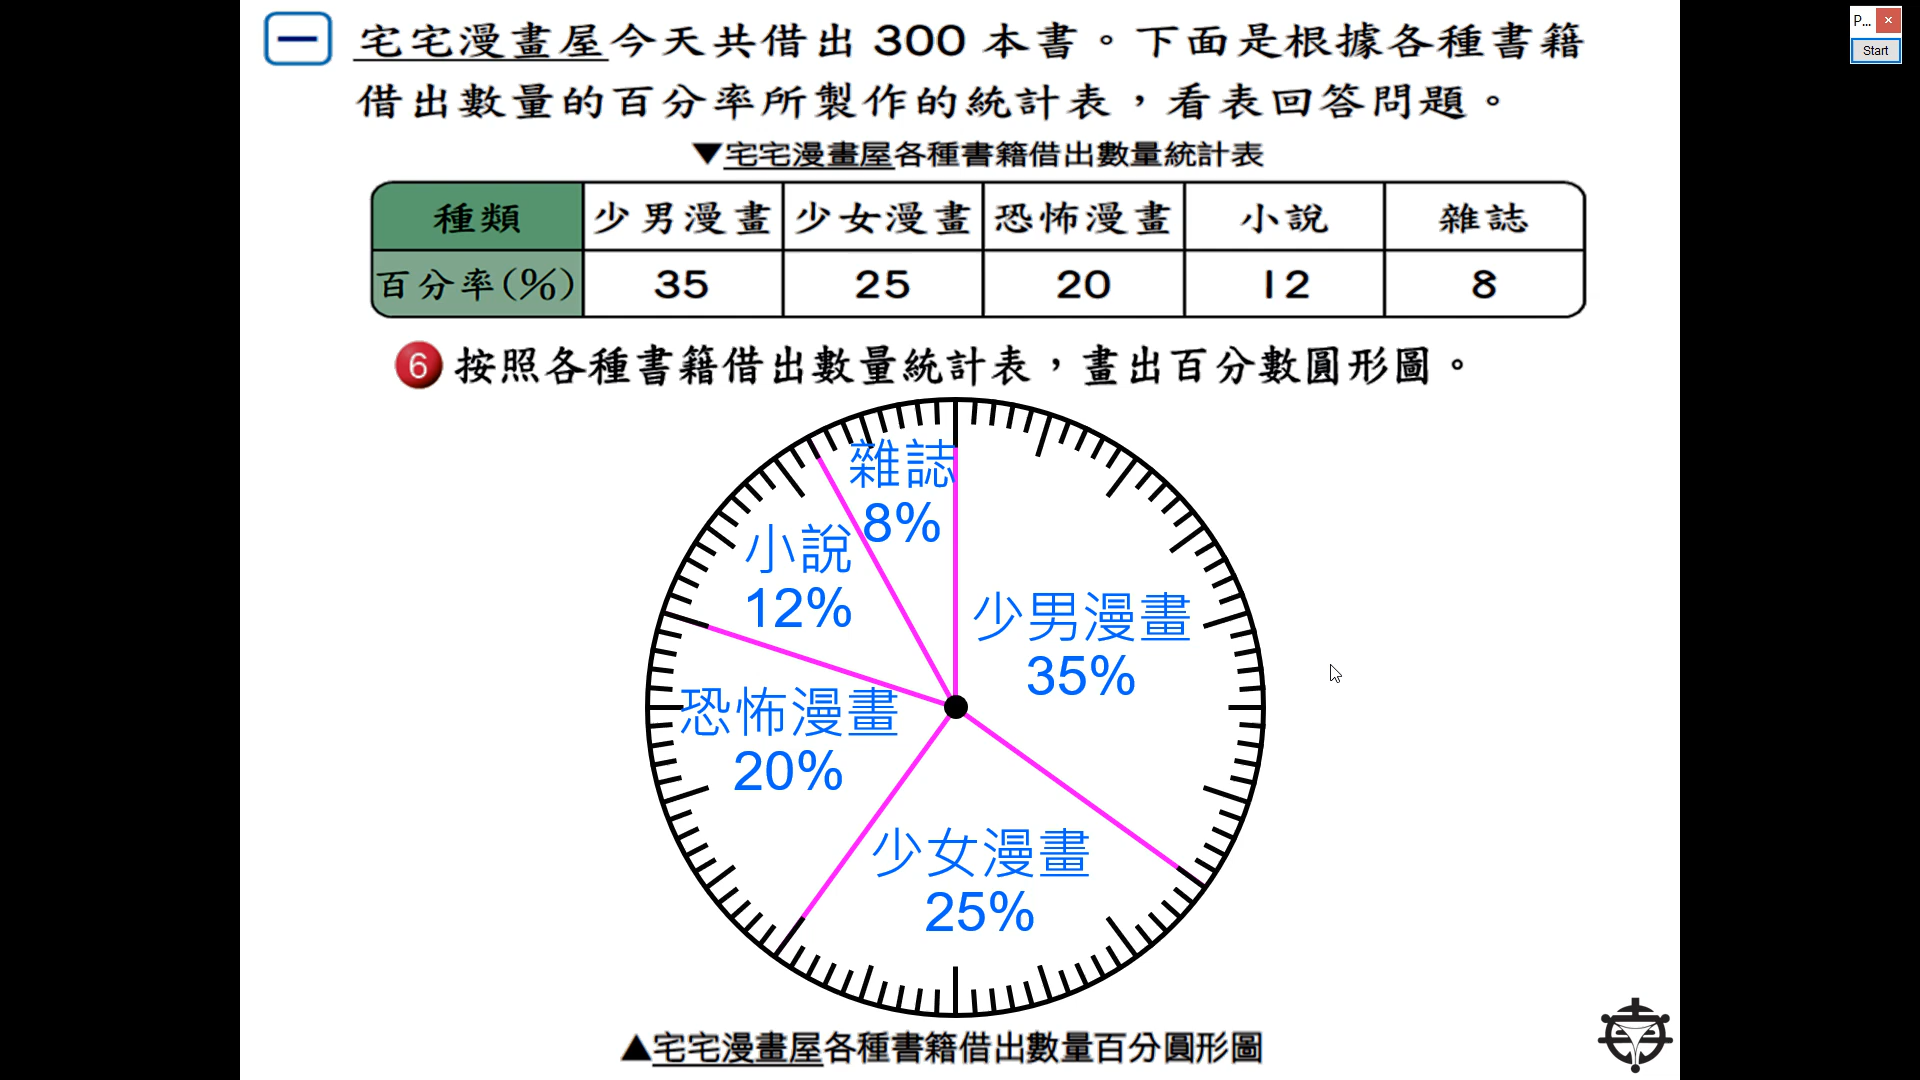 一 宅宅漫畫屋今天共借出 300 本書。下面是根據各種書籍
借出數量的百分率所製作的統計表，看表回答問題。
▼宅宅漫畫屋各種書籍借出數量統計表
種類 少男漫畫 少女漫畫 恐怖漫畫 小說 雜誌
百分率(%) 35 25 20 12 8
6 按照各種書籍借出數量統計表，畫出百分數圓形圖。
雜誌
8%
小說
12%
少男漫畫
35%
恐怖漫畫
20%
少女漫畫
25%
▲宅宅漫畫屋各種書籍借出數量百分圓形圖
P...
Start